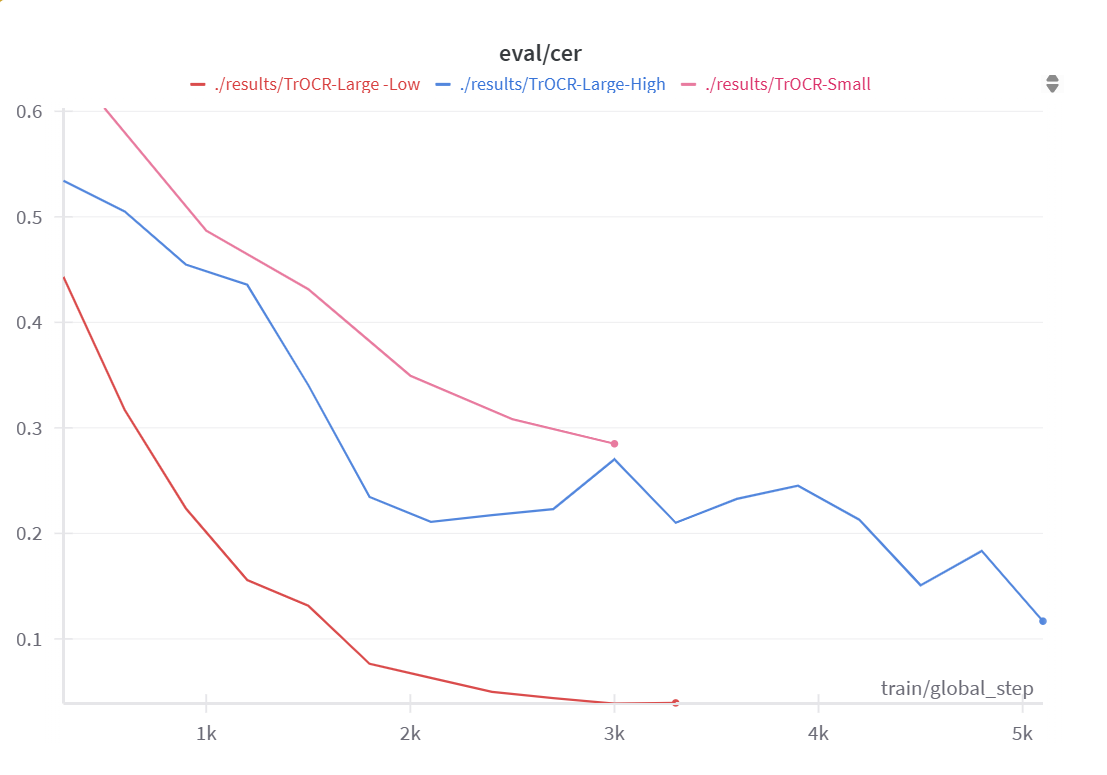 eval/cer
./results/TrOCR-Large -Low ./results/TrOCR-Large-High ./results/TrOCR-Small
0.6
0.5
0.4
0.3
0.2
0.1
train/global_step
1k 2k 3k 4k 5k